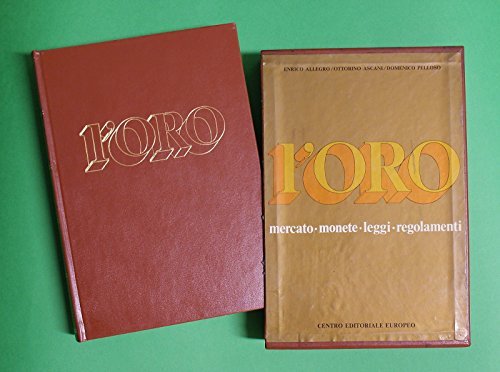 l'ORO
ENRICO ALLEGRO/OTTORINO ASCANI/DOMENICO PELLOSO
l'ORO
mercato·monete·leggi·regolamenti
CENTRO EDITORIALE EUROPEO